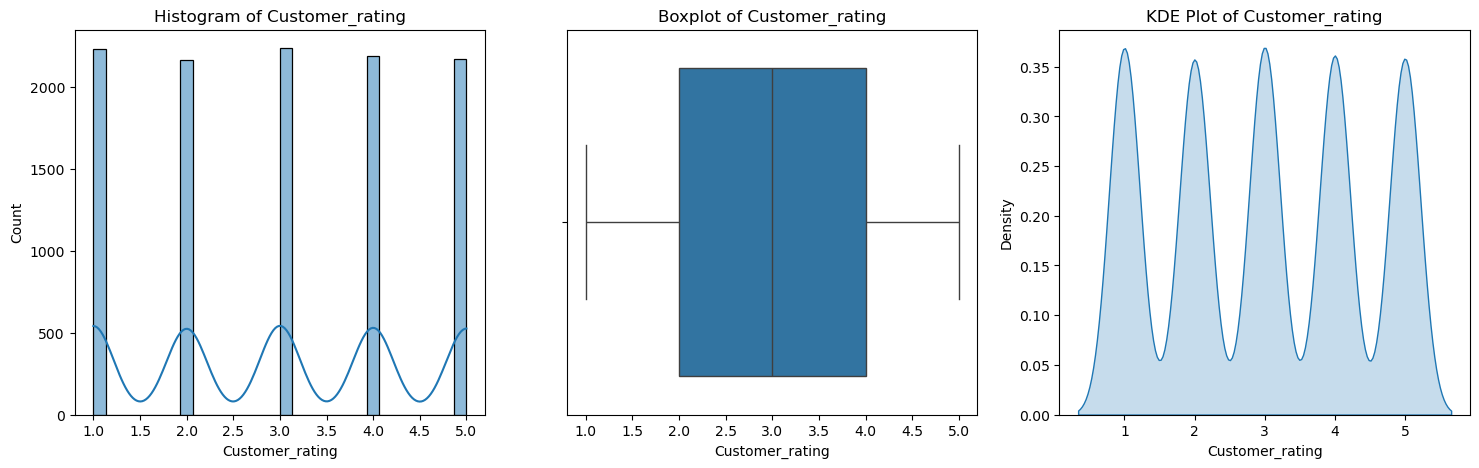 Histogram of Customer_rating
Count
2000
1500
1000
500
0
1.0 1.5 2.0 2.5 3.0 3.5 4.0 4.5 5.0
Customer_rating
Boxplot of Customer_rating
1.0 1.5 2.0 2.5 3.0 3.5 4.0 4.5 5.0
Customer_rating
KDE Plot of Customer_rating
Density
0.35
0.30
0.25
0.20
0.15
0.10
0.05
0.00
1 2 3 4 5
Customer_rating